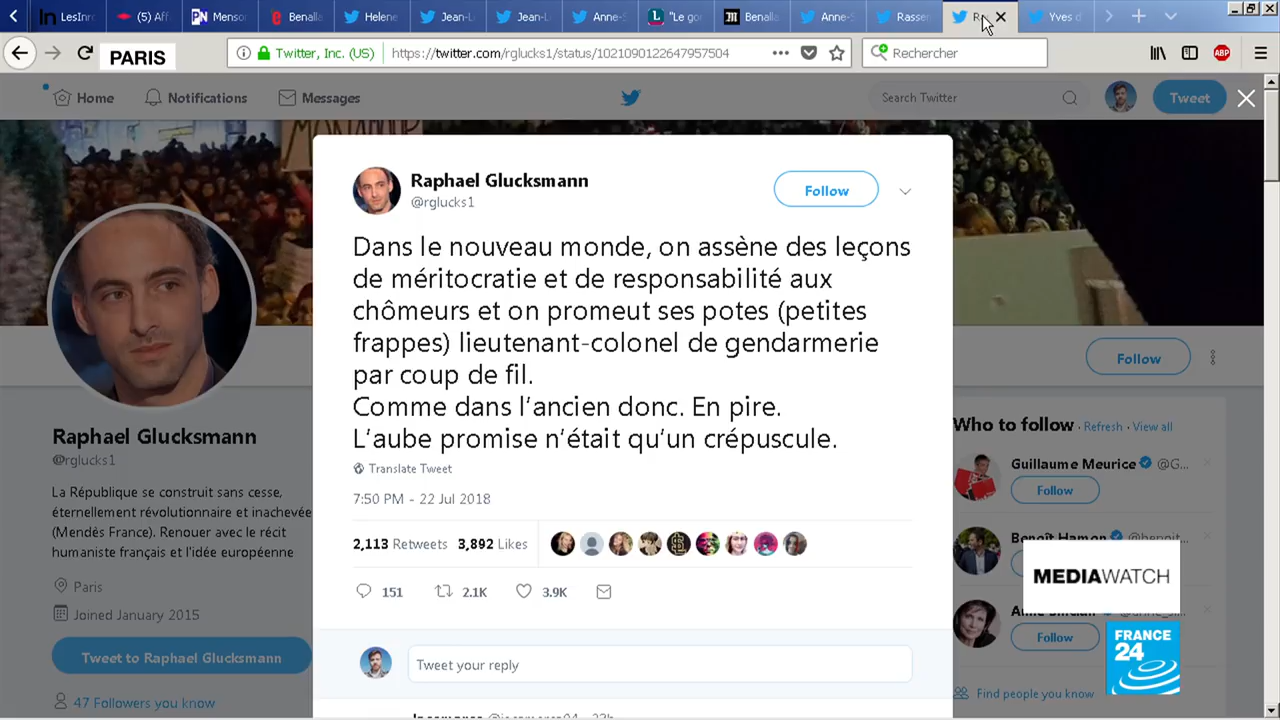 LesInro
(5) Aff
Mensor
Benalla
Helene
Jean-L
Jean-L
Anne-S
"Le go
Benalla
Anne-S
Rassem
Ra
Yves d
PARIS
Twitter, Inc. (US)
https://twitter.com/rglucks1/status/1021090122647957504
Rechercher
ABP
Home
Notifications
Messages
Search Twitter
Tweet
Raphael Glucksmann
@rglucks1
Follow
Dans le nouveau monde, on assène des leçons
de méritocratie et de responsabilité aux
chômeurs et on promeut ses potes (petites
frappes) lieutenant-colonel de gendarmerie
par coup de fil.
Comme dans l'ancien donc. En pire.
L'aube promise n'était qu'un crépuscule.
Translate Tweet
7:50 PM - 22 Jul 2018
2,113 Retweets 3,892 Likes
151 2.1K 3.9K
Tweet your reply
Raphael Glucksmann
@rglucks1
La République se construit sans cesse,
éternellement révolutionnaire et inachevée
(Mendès France). Renouer avec le récit
humaniste français et l'idée européenne
Paris
Joined January 2015
Tweet to Raphael Glucksmann
47 Followers you know
Follow
Who to follow · Refresh · View all
Guillaume Meurice @G...
Follow
Benoît Hamon
Follow
Find people you know
MEDIAWATCH
FRANCE
24